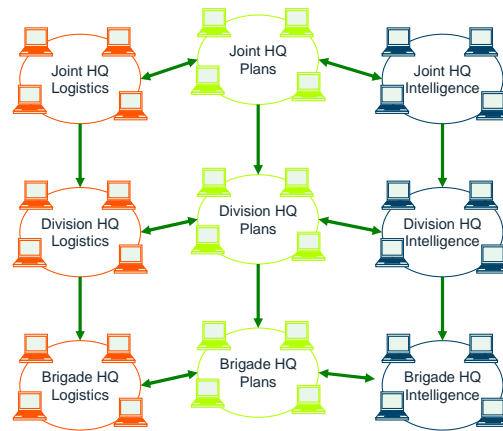 Joint HQ
Logistics
Joint HQ
Plans
Joint HQ
Intelligence
Division HQ
Logistics
Division HQ
Plans
Division HQ
Intelligence
Brigade HQ
Logistics
Brigade HQ
Plans
Brigade HQ
Intelligence